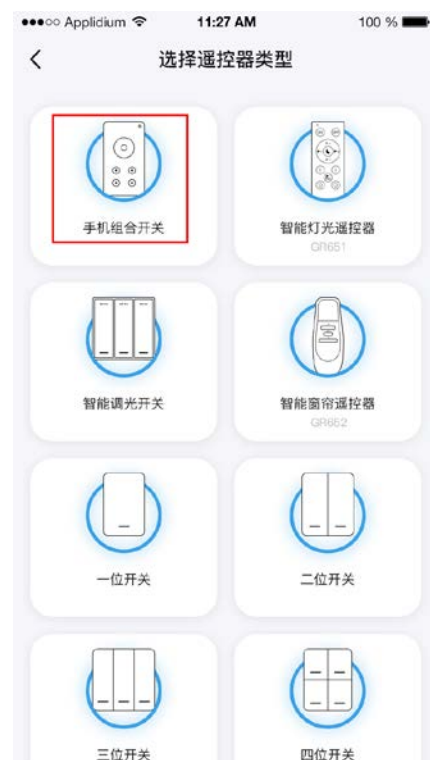 Applidium 11:27 AM 100 %
选择遥控器类型
手机组合开关 智能灯光遥控器
GR651
智能调光开关 智能窗帘遥控器
GR652
一位开关 二位开关
三位开关 四位开关